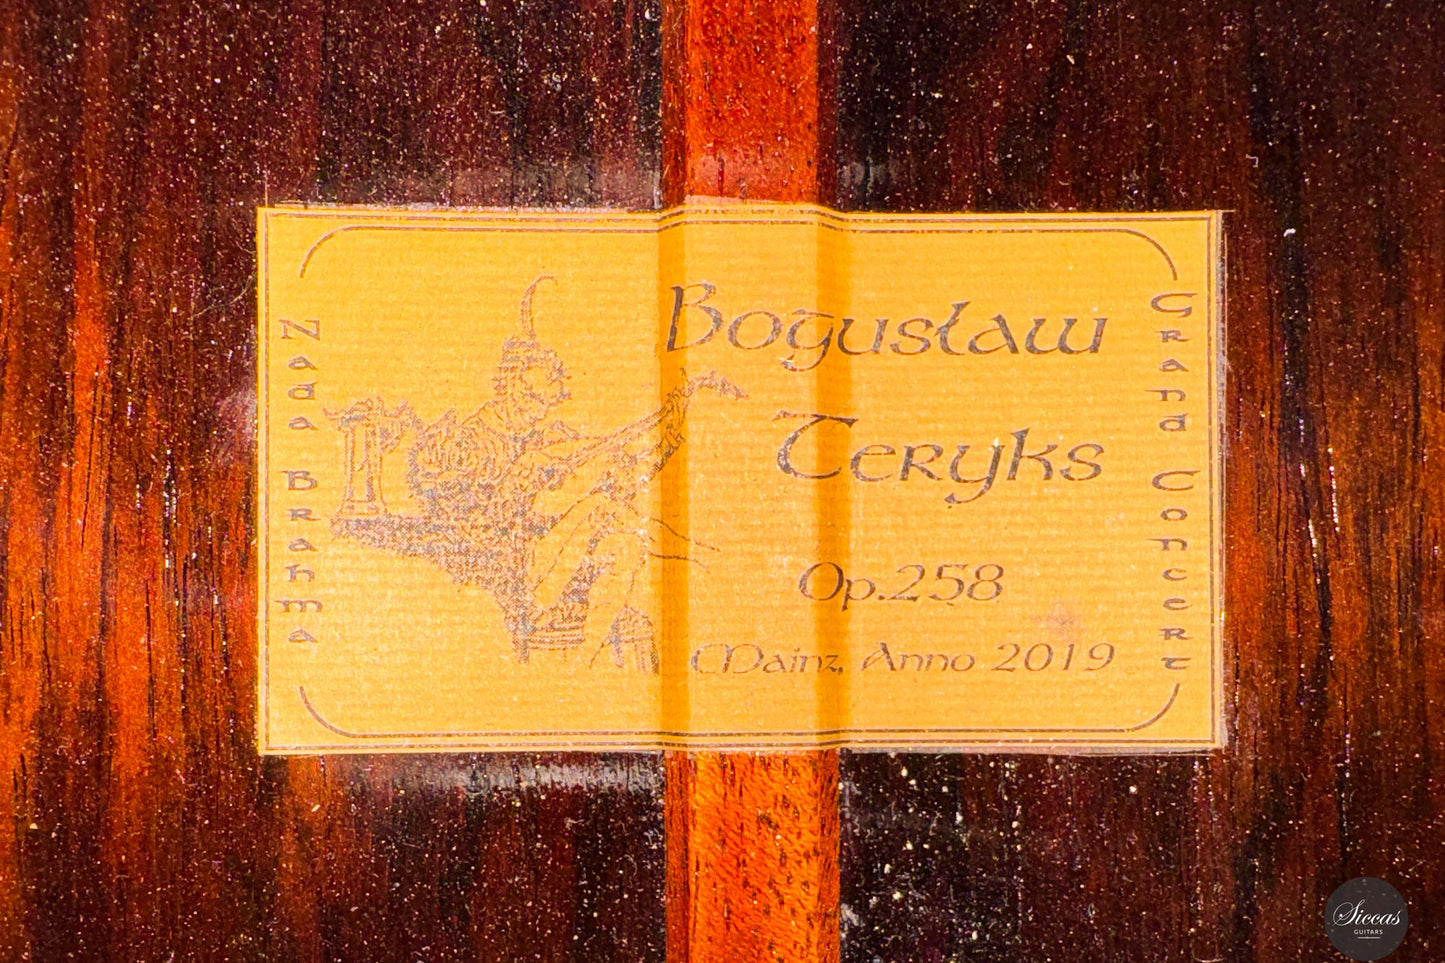 Nada Brahma
Bogusław
Teryks
Op.258
Mainz, Anno 2019
Grand Concert
Siccas
GUITARS